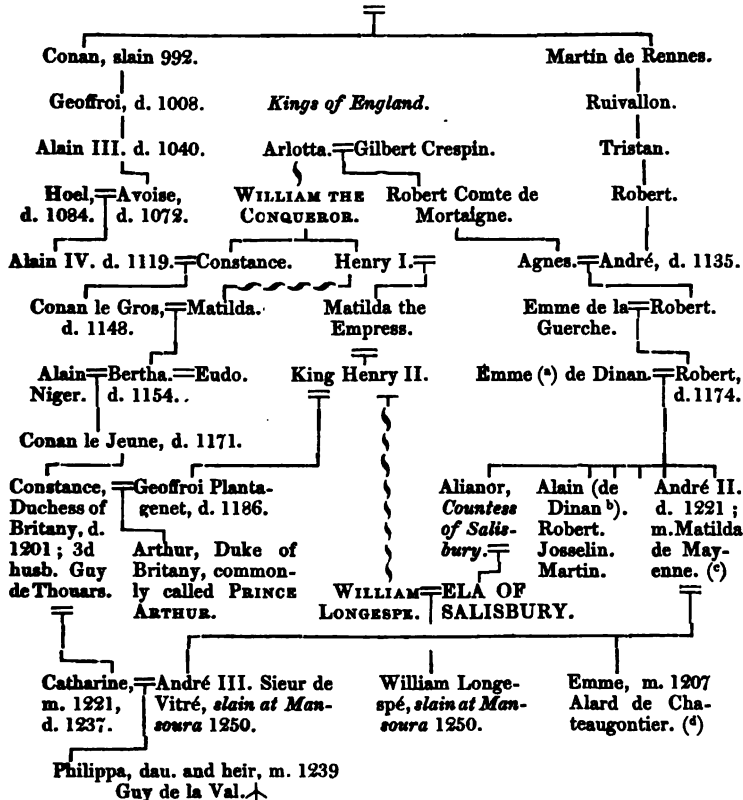 Conan, slain 992. Martin de Rennes.
Geoffroi, d. 1008. Kings of England. Ruivallon.
Alain III. d. 1040. Arlotta. Gilbert Crespin. Tristan.
Hoel, Avoise, WILLIAM THE Robert Comte de Robert.
d. 1084. d. 1072. CONQUEROR. Mortaigne.
Alain IV. d. 1119. Constance. Henry I. Agnes. André, d. 1135.
Conan le Gros, Matilda. Matilda the Emme de la Robert.
d. 1148. Empress. Guerche.
Alain Bertha. Eudo. King Henry II. Emme (a) de Dinan. Robert,
Niger. d. 1154. d. 1174.
Conan le Jeune, d. 1171.
Constance, Geoffroi Planta- Alianor, Alain (de André II.
Duchess of genet, d. 1186. Countess Dinan b). d. 1221;
Britany, d. of Salis- Robert. m. Matilda
1201; 3d Arthur, Duke of bury. Josselin. de May-
husb. Guy Britany, common- Martin. enne. (c)
de Thouars. ly called PRINCE WILLIAM ELA OF
ARTHUR. LONGESPE. SALISBURY.
Catharine, André III. Sieur de William Longe- Emme, m. 1207
m. 1221, Vitré, slain at Man- spé, slain at Man- Alard de Cha-
d. 1237. soura 1250. soura 1250. teaugontier. (d)
Philippa, dau. and heir, m. 1239
Guy de la Val.